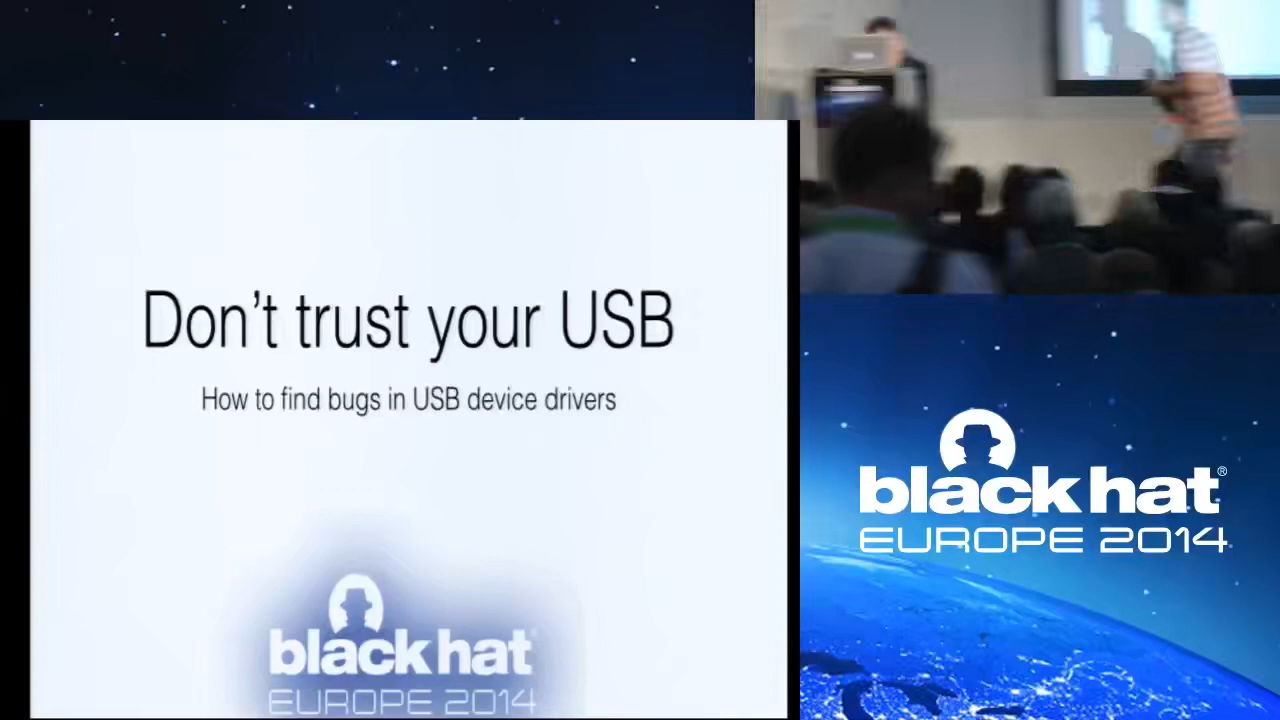 Don't trust your USB
How to find bugs in USB device drivers
black hat
EUROPE 2014
black hat®
EUROPE 2014